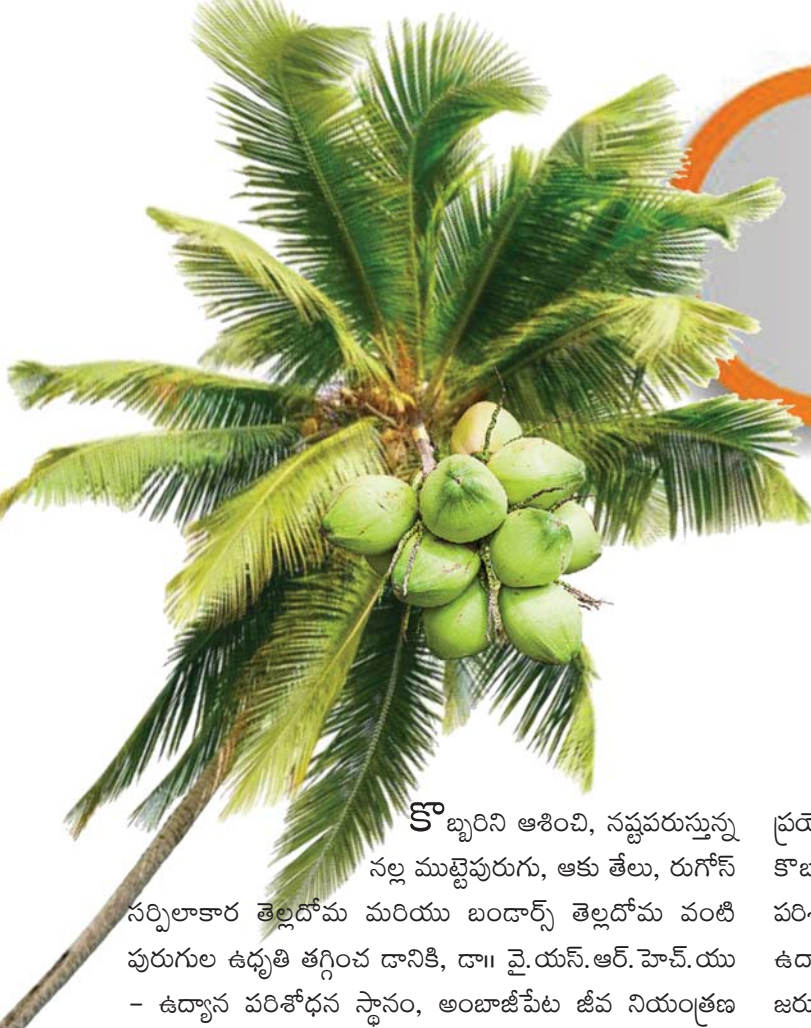 కొబ్బరిని ఆశించి, నష్టపరుస్తున్న
నల్ల ముట్టెపురుగు, ఆకు తేలు, రుగోస్
సర్పిలాకార తెల్లదోమ మరియు బండార్స్ తెల్లదోమ వంటి
పురుగుల ఉధృతి తగ్గించ డానికి, డా॥ వై.యస్.ఆర్.హెచ్.యు
– ఉద్యాన పరిశోధన స్థానం, అంబాజీపేట జీవ నియంత్రణ